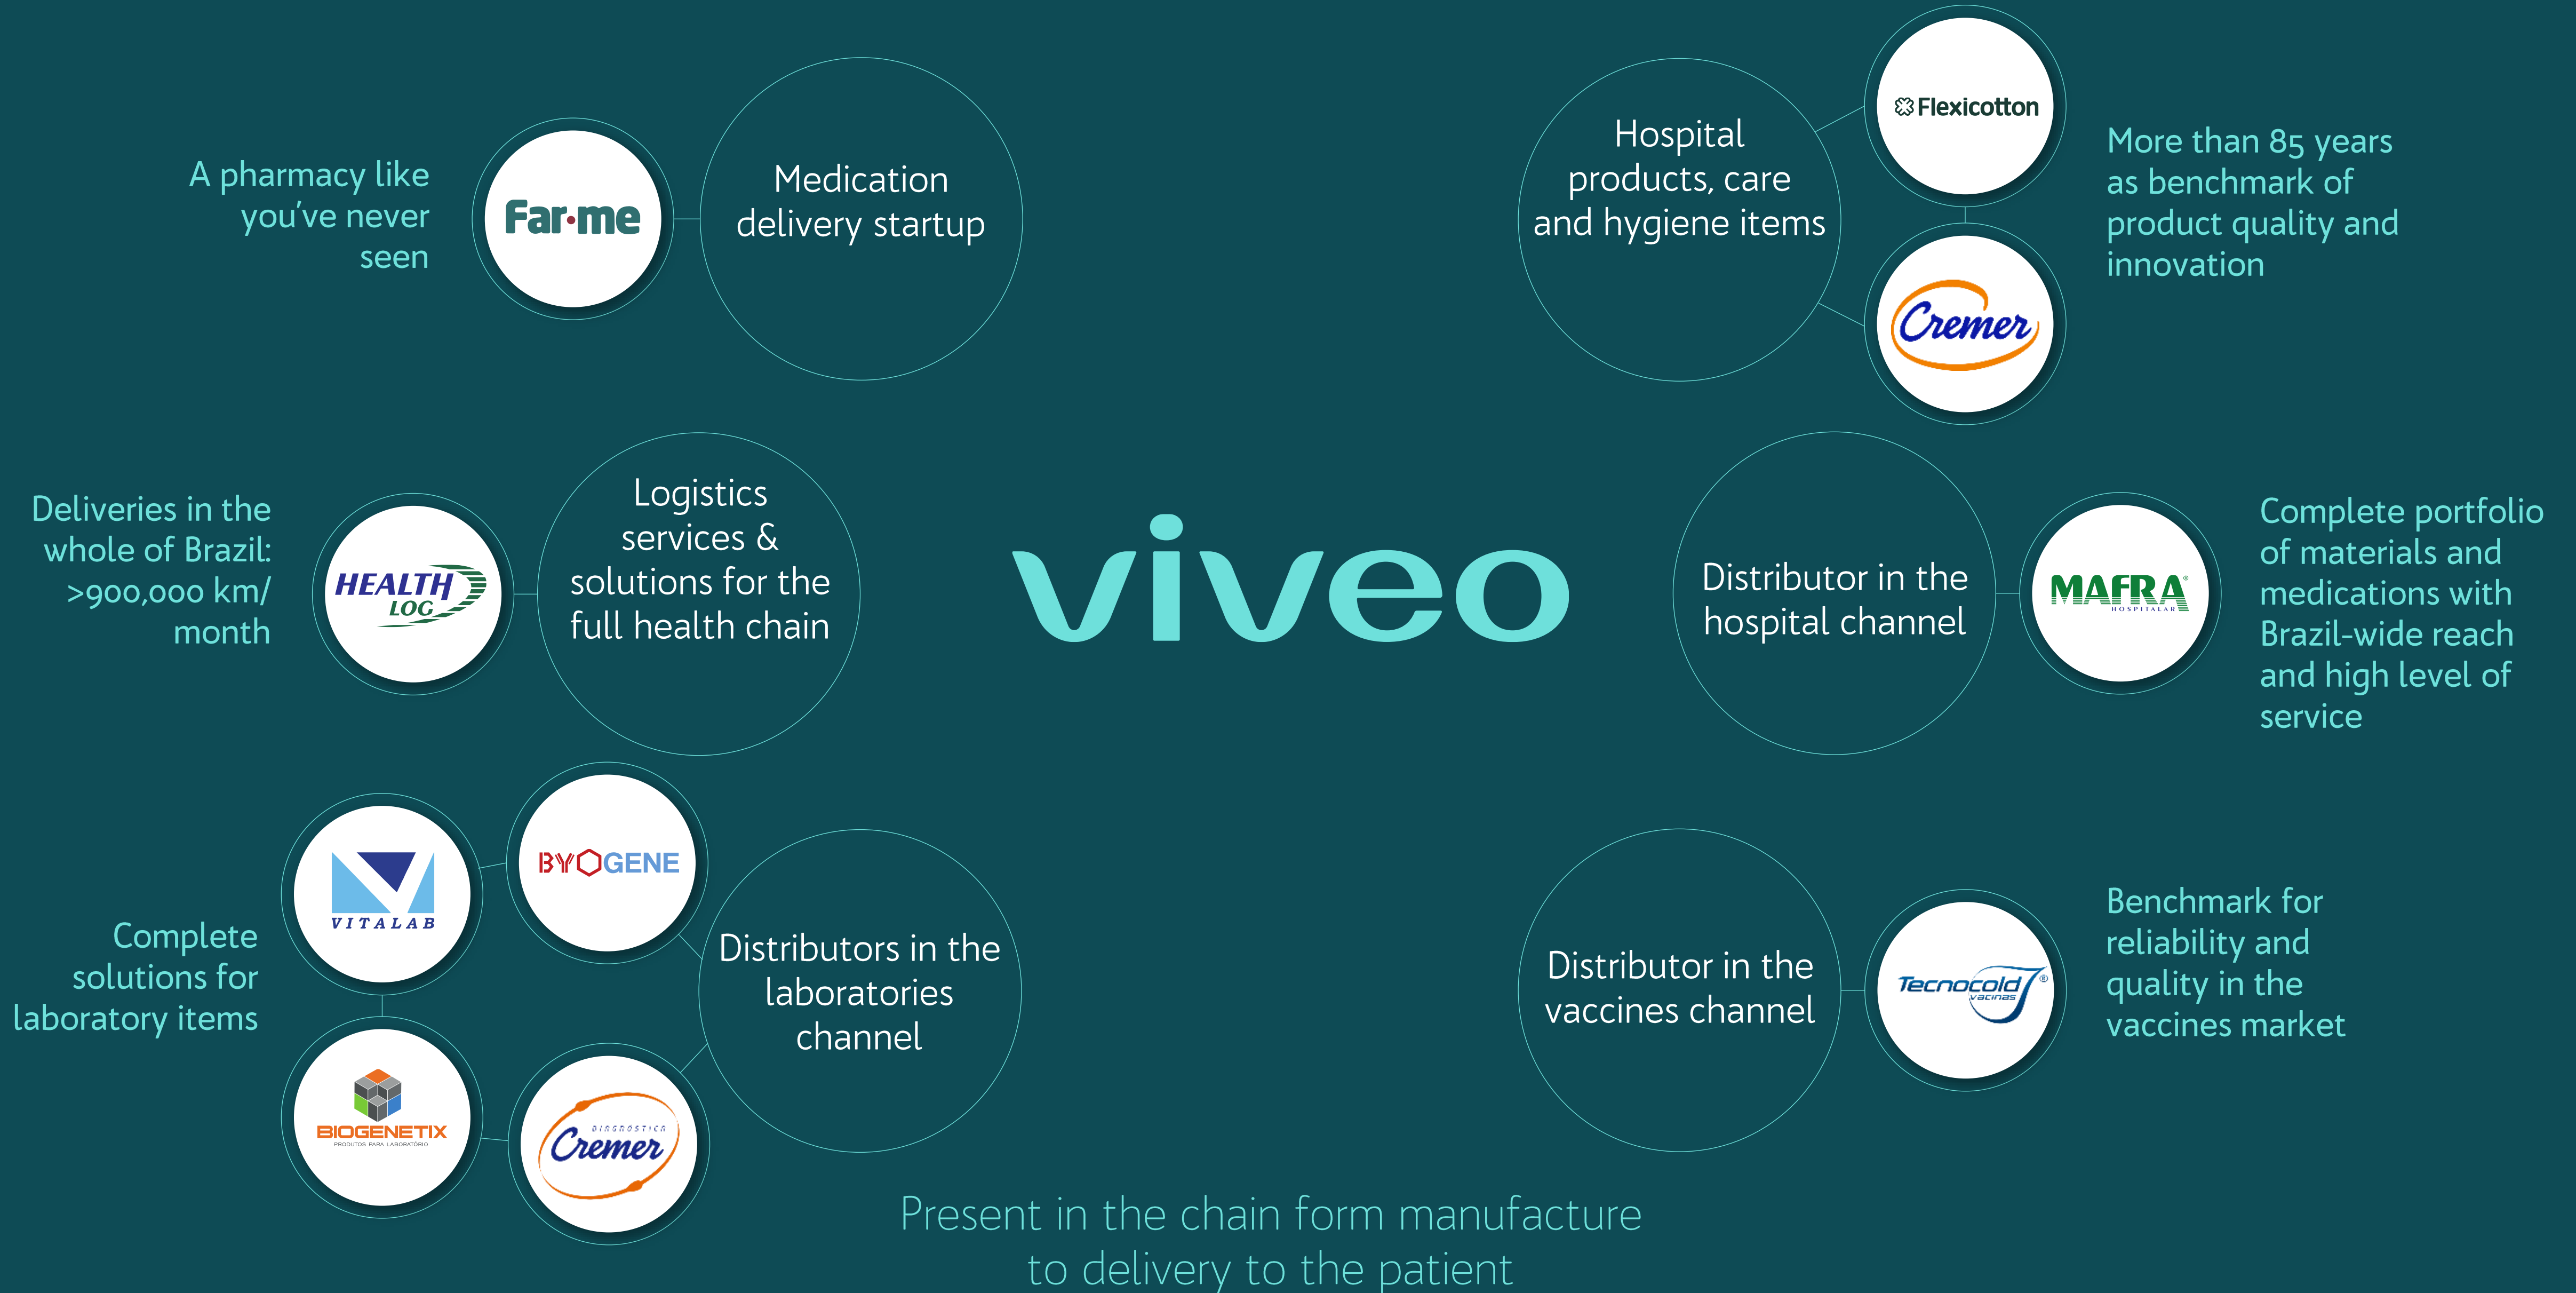 A pharmacy like
you've never
seen
Far·me
Medication
delivery startup
Hospital
products, care
and hygiene items
Flexicotton
Cremer
More than 85 years
as benchmark of
product quality and
innovation
Deliveries in the
whole of Brazil:
>900,000 km/
month
HEALTH
LOG
Logistics
services &
solutions for the
full health chain
viveo
Distributor in the
hospital channel
MAFRA®
HOSPITALAR
Complete portfolio
of materials and
medications with
Brazil-wide reach
and high level of
service
Complete
solutions for
laboratory items
VITALAB
BYOGENE
BIOGENETIX
PRODUTOS PARA LABORATÓRIO
DIAGNÓSTICA
Cremer
Distributors in the
laboratories
channel
Distributor in the
vaccines channel
Tecnocold®
vacinas
Benchmark for
reliability and
quality in the
vaccines market
Present in the chain form manufacture
to delivery to the patient